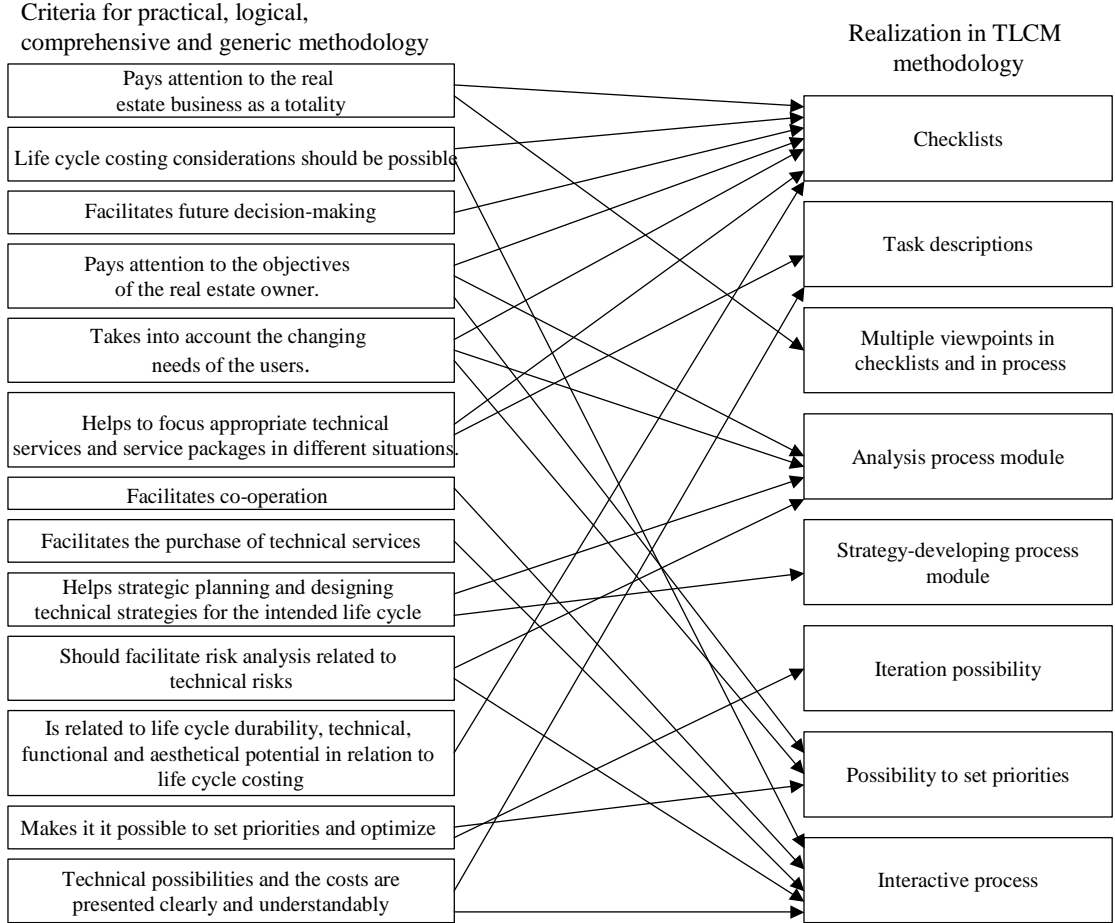 Criteria for practical, logical,
comprehensive and generic methodology
Pays attention to the real
estate business as a totality
Life cycle costing considerations should be possible
Facilitates future decision-making
Pays attention to the objectives
of the real estate owner.
Takes into account the changing
needs of the users.
Helps to focus appropriate technical
services and service packages in different situations.
Facilitates co-operation
Facilitates the purchase of technical services
Helps strategic planning and designing
technical strategies for the intended life cycle
Should facilitate risk analysis related to
technical risks
Is related to life cycle durability, technical,
functional and aesthetical potential in relation to
life cycle costing
Makes it it possible to set priorities and optimize
Technical possibilities and the costs are
presented clearly and understandably
Realization in TLCM
methodology
Checklists
Task descriptions
Multiple viewpoints in
checklists and in process
Analysis process module
Strategy-developing process
module
Iteration possibility
Possibility to set priorities
Interactive process